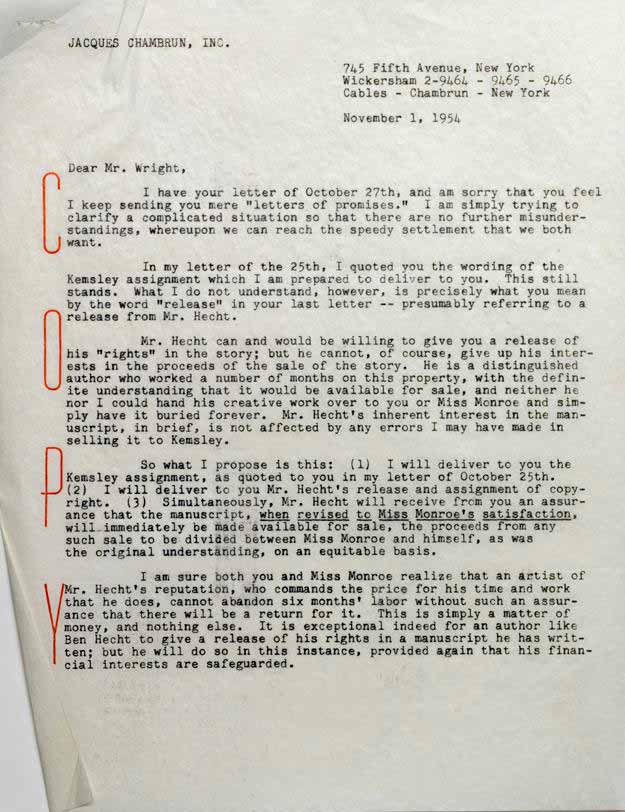 JACQUES CHAMBRUN, INC.
745 Fifth Avenue, New York
Wickersham 2-9464 - 9465 - 9466
Cables - Chambrun - New York
November 1, 1954
Dear Mr. Wright,
I have your letter of October 27th, and am sorry that you feel
I keep sending you mere "letters of promises." I am simply trying to
clarify a complicated situation so that there are no further misunder-
standings, whereupon we can reach the speedy settlement that we both
want.
In my letter of the 25th, I quoted you the wording of the
Kemsley assignment which I am prepared to deliver to you. This still
stands. What I do not understand, however, is precisely what you mean
by the word "release" in your last letter -- presumably referring to a
release from Mr. Hecht.
Mr. Hecht can and would be willing to give you a release of
his "rights" in the story; but he cannot, of course, give up his inter-
ests in the proceeds of the sale of the story. He is a distinguished
author who worked a number of months on this property, with the defin-
ite understanding that it would be available for sale, and neither he
nor I could hand his creative work over to you or Miss Monroe and sim-
ply have it buried forever. Mr. Hecht's inherent interest in the man-
uscript, in brief, is not affected by any errors I may have made in
selling it to Kemsley.
So what I propose is this: (1) I will deliver to you the
Kemsley assignment, as quoted to you in my letter of October 25th.
(2) I will deliver to you Mr. Hecht's release and assignment of copy-
right. (3) Simultaneously, Mr. Hecht will receive from you an assur-
ance that the manuscript, when revised to Miss Monroe's satisfaction,
will immediately be made available for sale, the proceeds from any
such sale to be divided between Miss Monroe and himself, as was
the original understanding, on an equitable basis.
I am sure both you and Miss Monroe realize that an artist of
Mr. Hecht's reputation, who commands the price for his time and work
that he does, cannot abandon six months' labor without such an assur-
ance that there will be a return for it. This is simply a matter of
money, and nothing else. It is exceptional indeed for an author like
Ben Hecht to give a release of his rights in a manuscript he has writ-
ten; but he will do so in this instance, provided again that his finan-
cial interests are safeguarded.
COPY